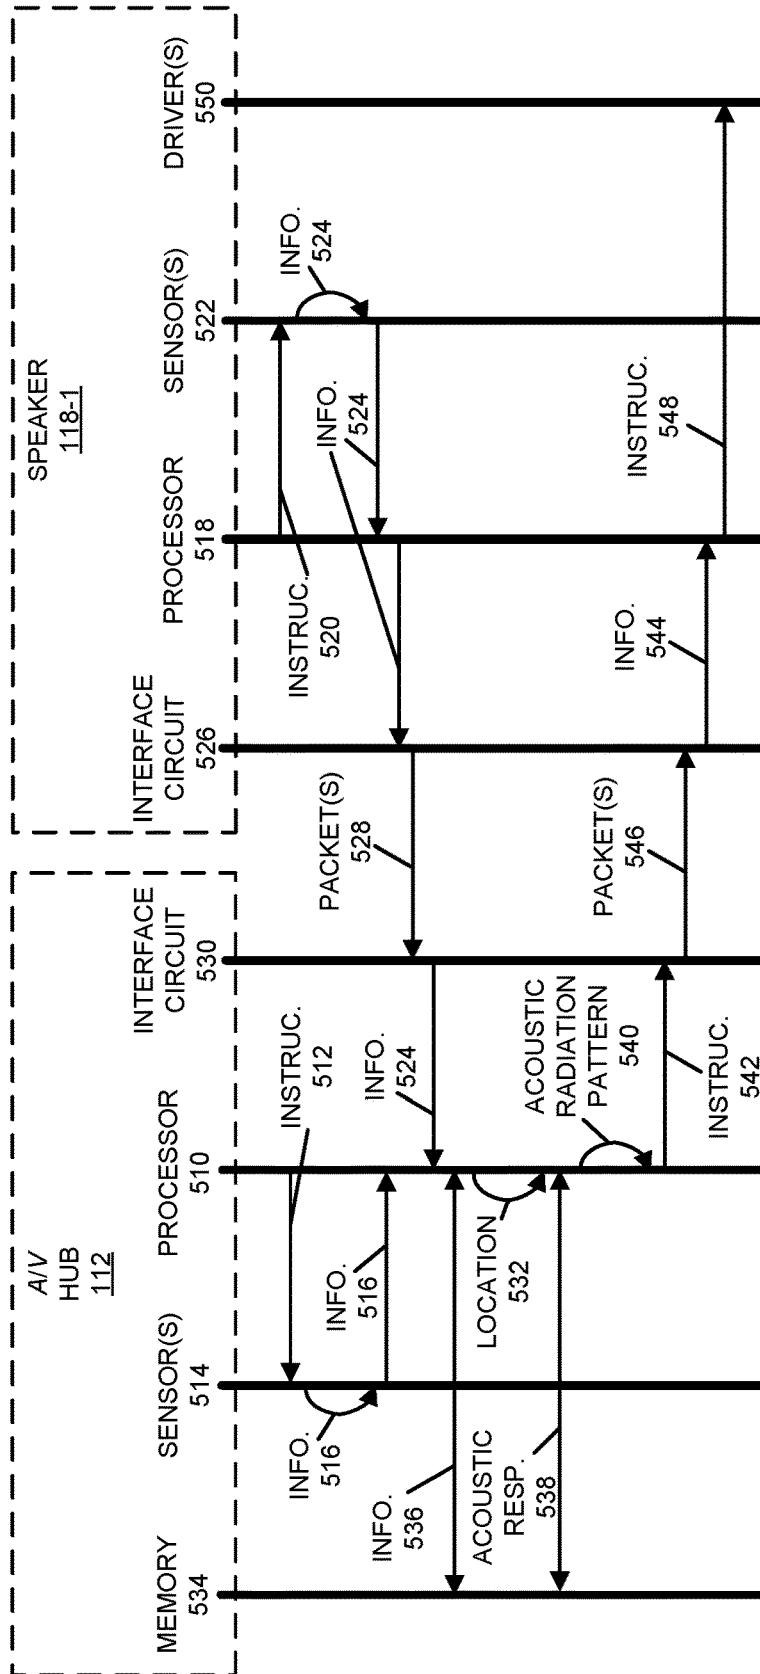 A/V
HUB
112
SPEAKER
118-1
MEMORY
534
SENSOR(S)
514
PROCESSOR
510
INTERFACE
CIRCUIT
530
INTERFACE
CIRCUIT
526
PROCESSOR
518
SENSOR(S)
522
DRIVER(S)
550
INSTRUC.
512
INSTRUC.
520
INFO.
524
INFO.
516
INFO.
516
INFO.
524
PACKET(S)
528
INFO.
524
INFO.
536
LOCATION
532
ACOUSTIC
RESP.
538
ACOUSTIC
RADIATION
PATTERN
540
INSTRUC.
542
PACKET(S)
546
INFO.
544
INSTRUC.
548